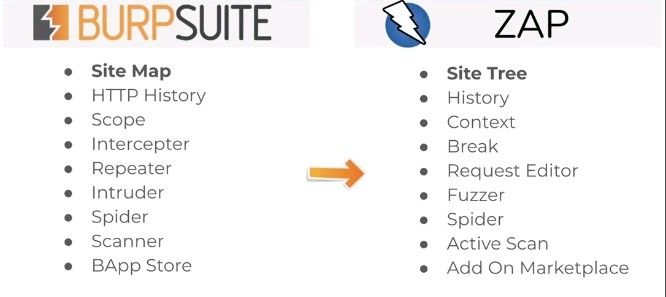 BURPSUITE
ZAP
● Site Map
● HTTP History
● Scope
● Intercepter
● Repeater
● Intruder
● Spider
● Scanner
● BApp Store
● Site Tree
● History
● Context
● Break
● Request Editor
● Fuzzer
● Spider
● Active Scan
● Add On Marketplace